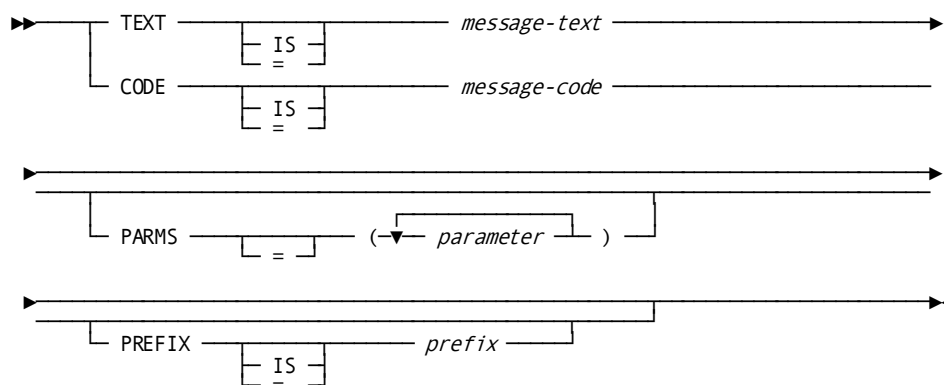 TEXT message-text
IS
=
CODE message-code
IS
=
PARMS ( parameter )
=
PREFIX prefix
IS
=